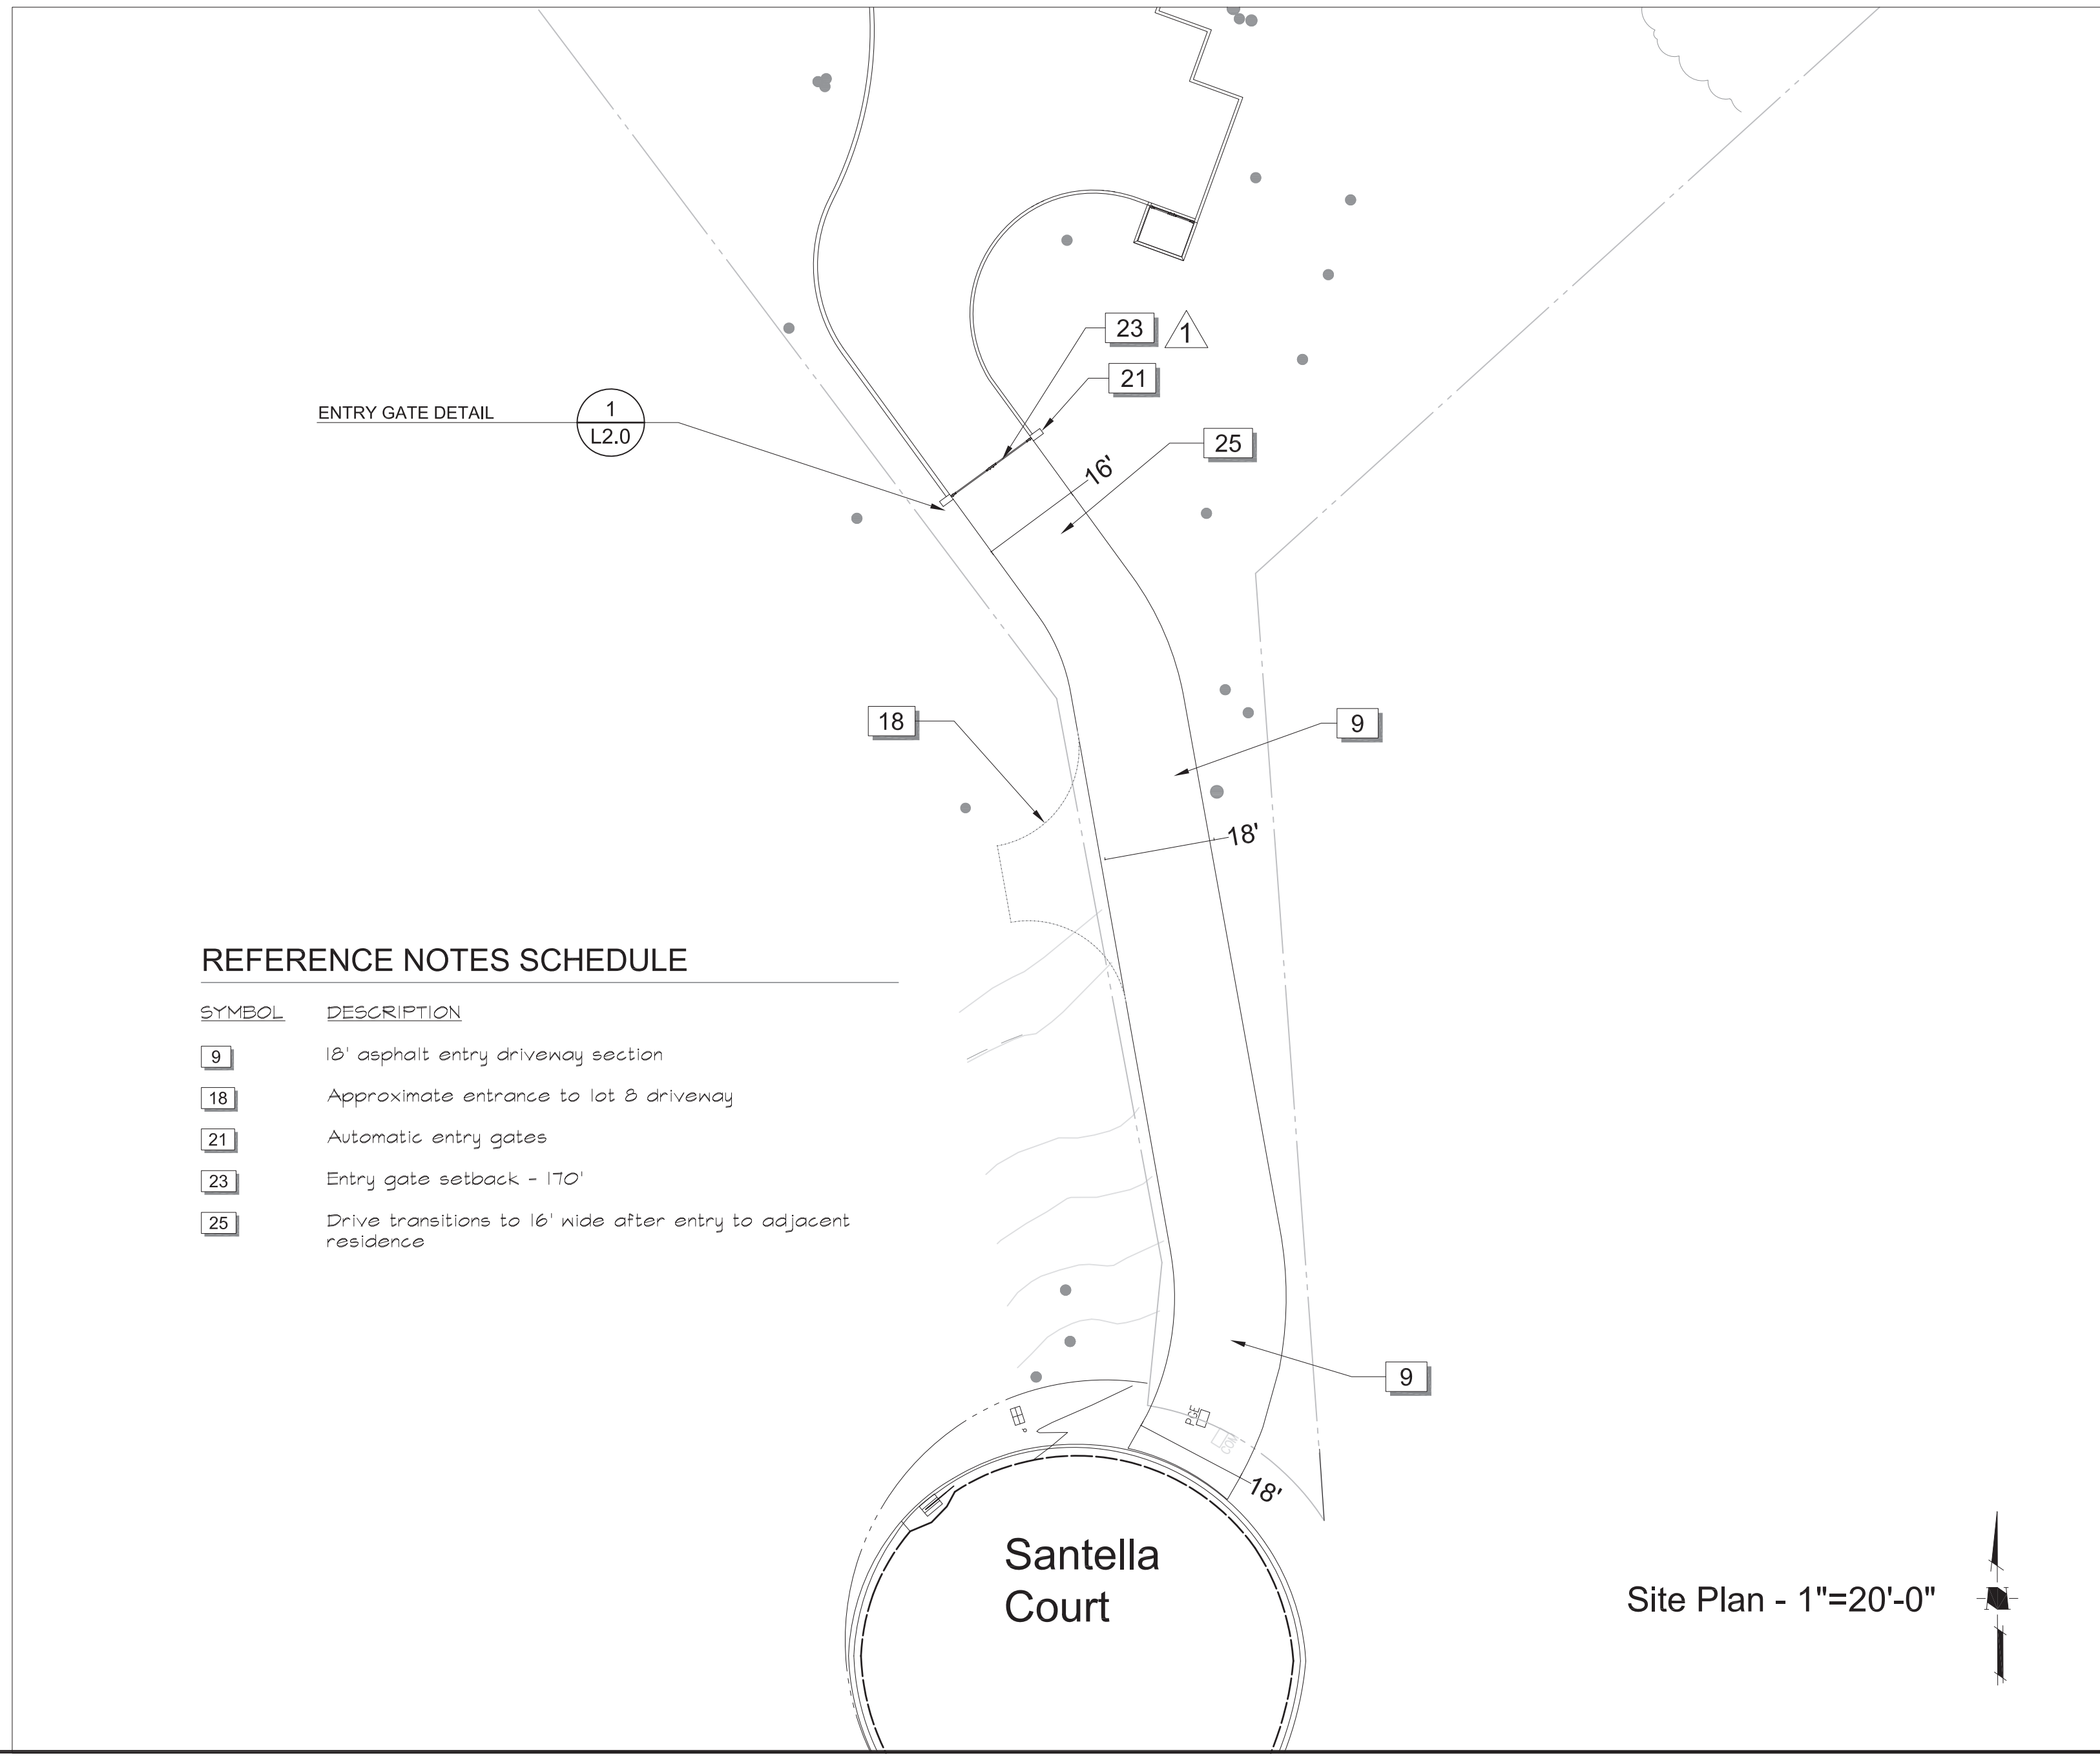 23
1
21
ENTRY GATE DETAIL
1
L2.0
25
16'
18
9
18'
REFERENCE NOTES SCHEDULE
SYMBOL DESCRIPTION
9 18' asphalt entry driveway section
18 Approximate entrance to lot 8 driveway
21 Automatic entry gates
23 Entry gate setback - 170'
25 Drive transitions to 16' wide after entry to adjacent
residence
9
PGE
COM
18'
Santella
Court
Site Plan - 1"=20'-0"
N